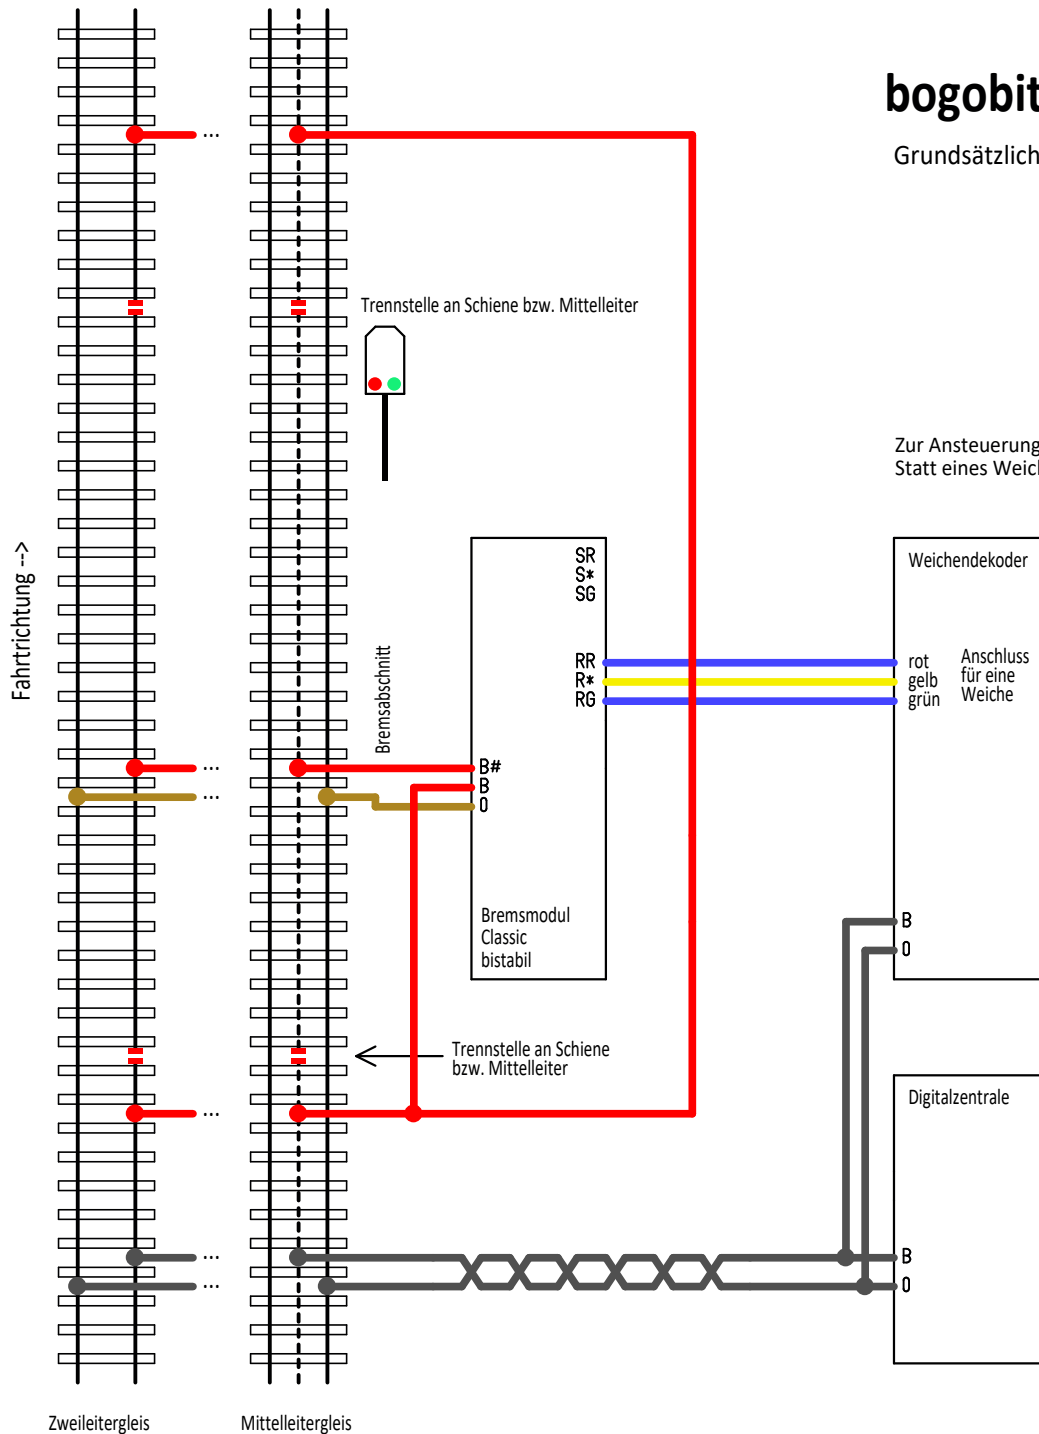 bogobit
Grundsätzlich
...
Trennstelle an Schiene bzw. Mittelleiter
Zur Ansteuerung
Statt eines Weich
Fahrtrichtung -->
Bremsabschnitt
SR
S*
SG
RR
R*
RG
B#
B
0
Bremsmodul
Classic
bistabil
Weichendekoder
rot
gelb
grün
Anschluss
für eine
Weiche
B
0
...
...
Trennstelle an Schiene
bzw. Mittelleiter
...
Digitalzentrale
B
0
...
...
Zweileitergleis
Mittelleitergleis